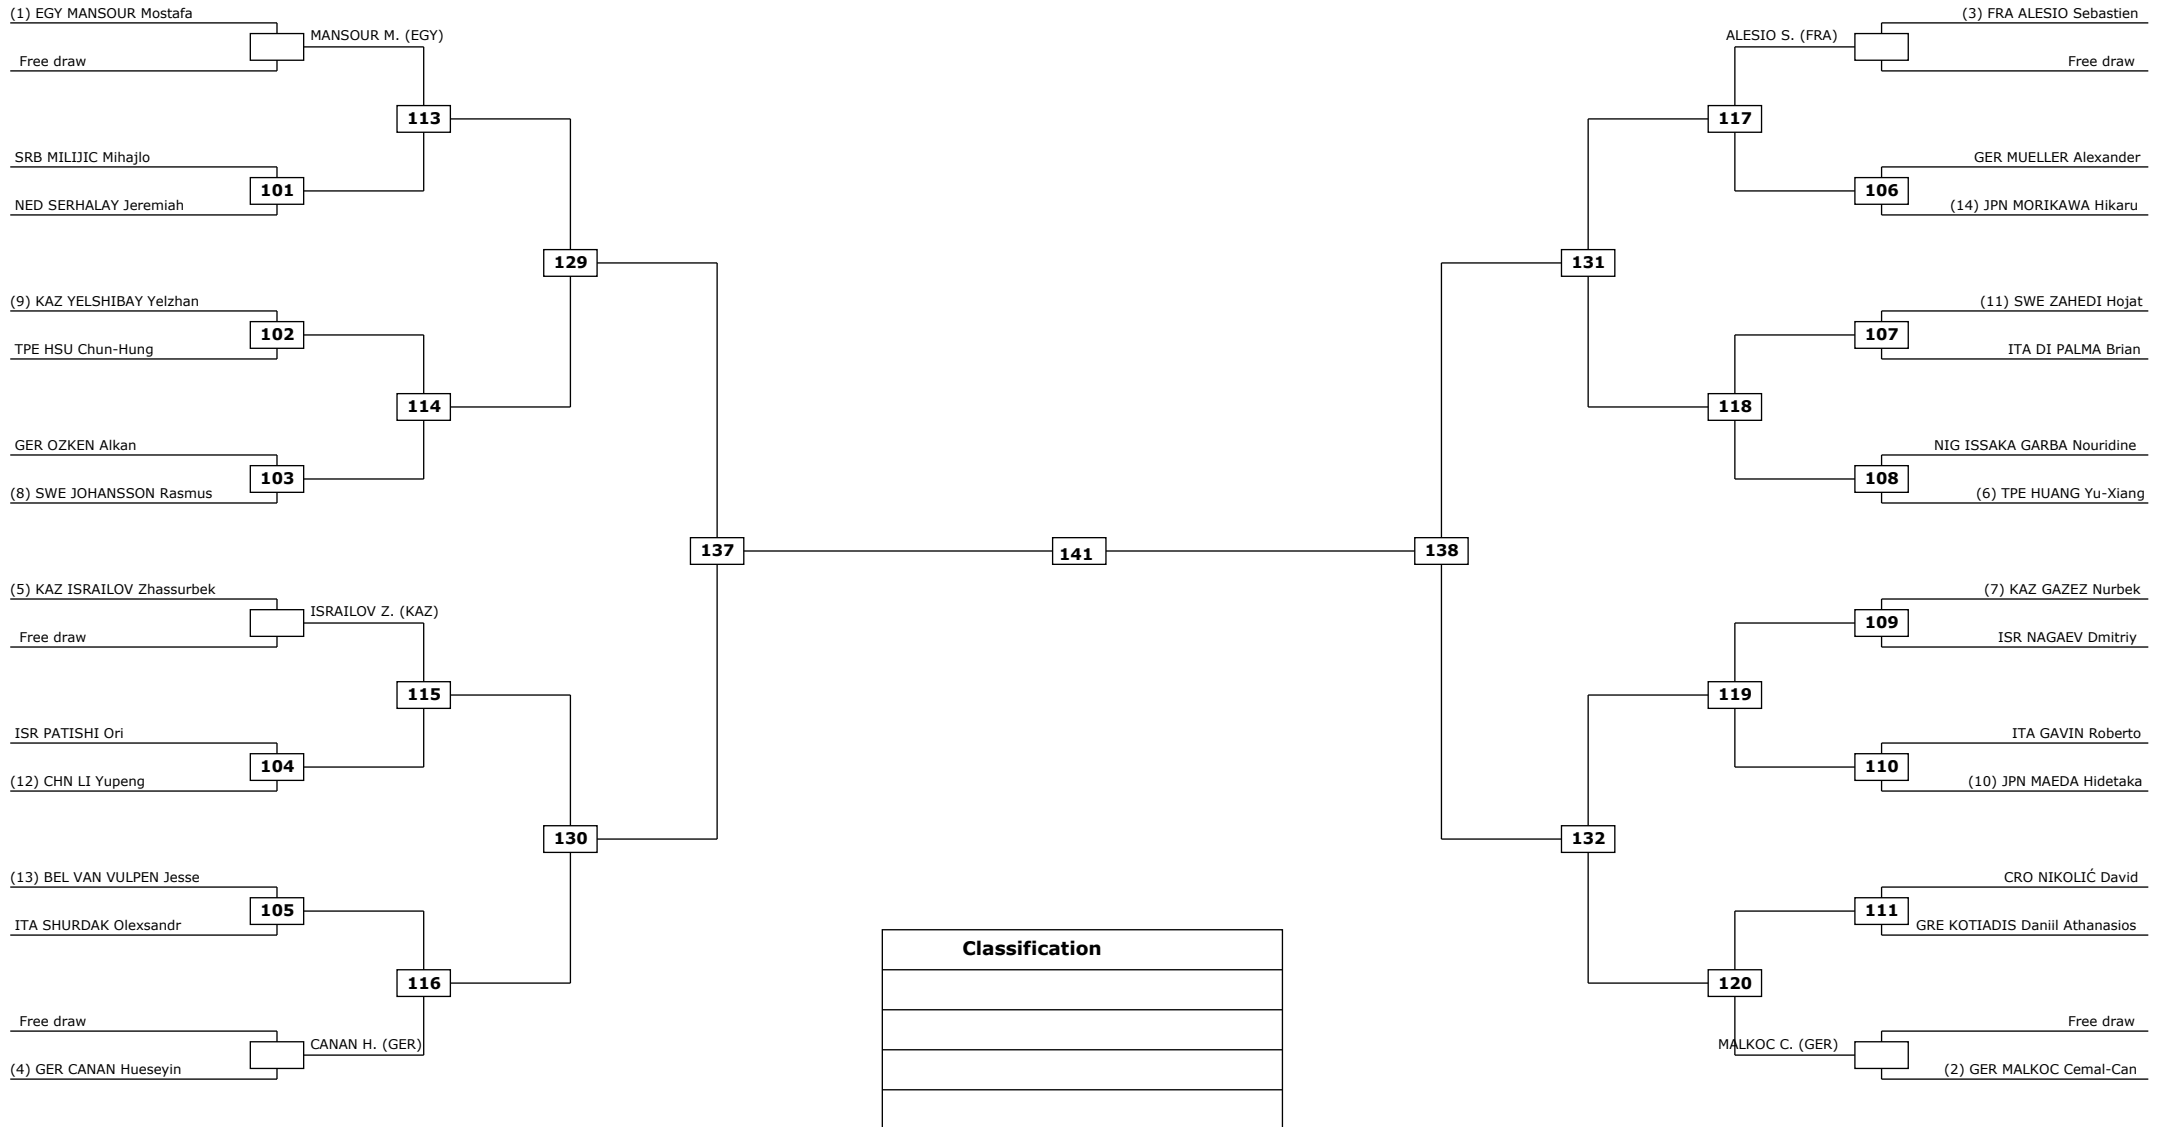 (1) EGY MANSOUR Mostafa
MANSOUR M. (EGY)
Free draw
113
SRB MILIJIC Mihajlo
101
NED SERHALAY Jeremiah
129
(9) KAZ YELSHIBAY Yelzhan
102
TPE HSU Chun-Hung
114
GER OZKEN Alkan
103
(8) SWE JOHANSSON Rasmus
137
(5) KAZ ISRAILOV Zhassurbek
ISRAILOV Z. (KAZ)
Free draw
115
ISR PATISHI Ori
104
(12) CHN LI Yupeng
130
(13) BEL VAN VULPEN Jesse
105
ITA SHURDAK Olexsandr
116
Free draw
CANAN H. (GER)
(4) GER CANAN Hueseyin
141
(3) FRA ALESIO Sebastien
ALESIO S. (FRA)
Free draw
117
GER MUELLER Alexander
106
(14) JPN MORIKAWA Hikaru
131
(11) SWE ZAHEDI Hojat
107
ITA DI PALMA Brian
118
NIG ISSAKA GARBA Nouridine
108
(6) TPE HUANG Yu-Xiang
138
(7) KAZ GAZEZ Nurbek
109
ISR NAGAEV Dmitriy
119
ITA GAVIN Roberto
110
(10) JPN MAEDA Hidetaka
132
CRO NIKOLIĆ David
111
GRE KOTIADIS Daniil Athanasios
120
Free draw
MALKOC C. (GER)
(2) GER MALKOC Cemal-Can
Classification